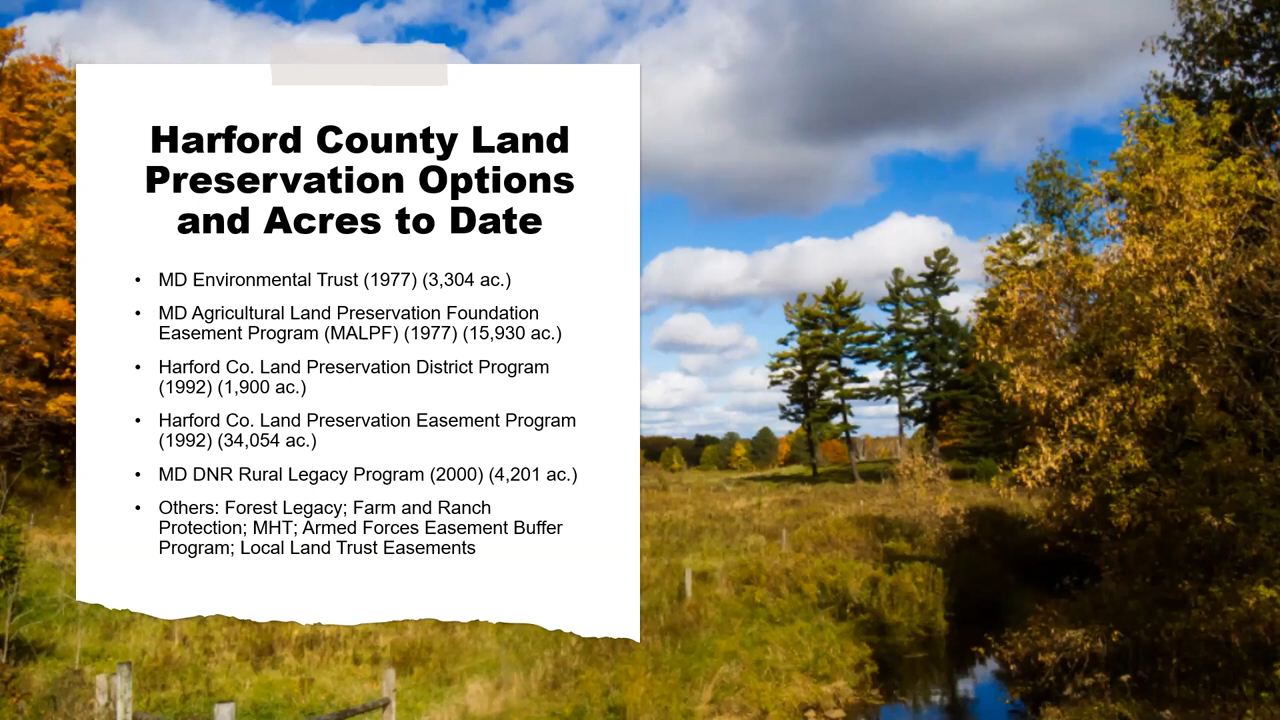 Harford County Land
Preservation Options
and Acres to Date
• MD Environmental Trust (1977) (3,304 ac.)
• MD Agricultural Land Preservation Foundation
Easement Program (MALPF) (1977) (15,930 ac.)
• Harford Co. Land Preservation District Program
(1992) (1,900 ac.)
• Harford Co. Land Preservation Easement Program
(1992) (34,054 ac.)
• MD DNR Rural Legacy Program (2000) (4,201 ac.)
• Others: Forest Legacy; Farm and Ranch
Protection; MHT; Armed Forces Easement Buffer
Program; Local Land Trust Easements